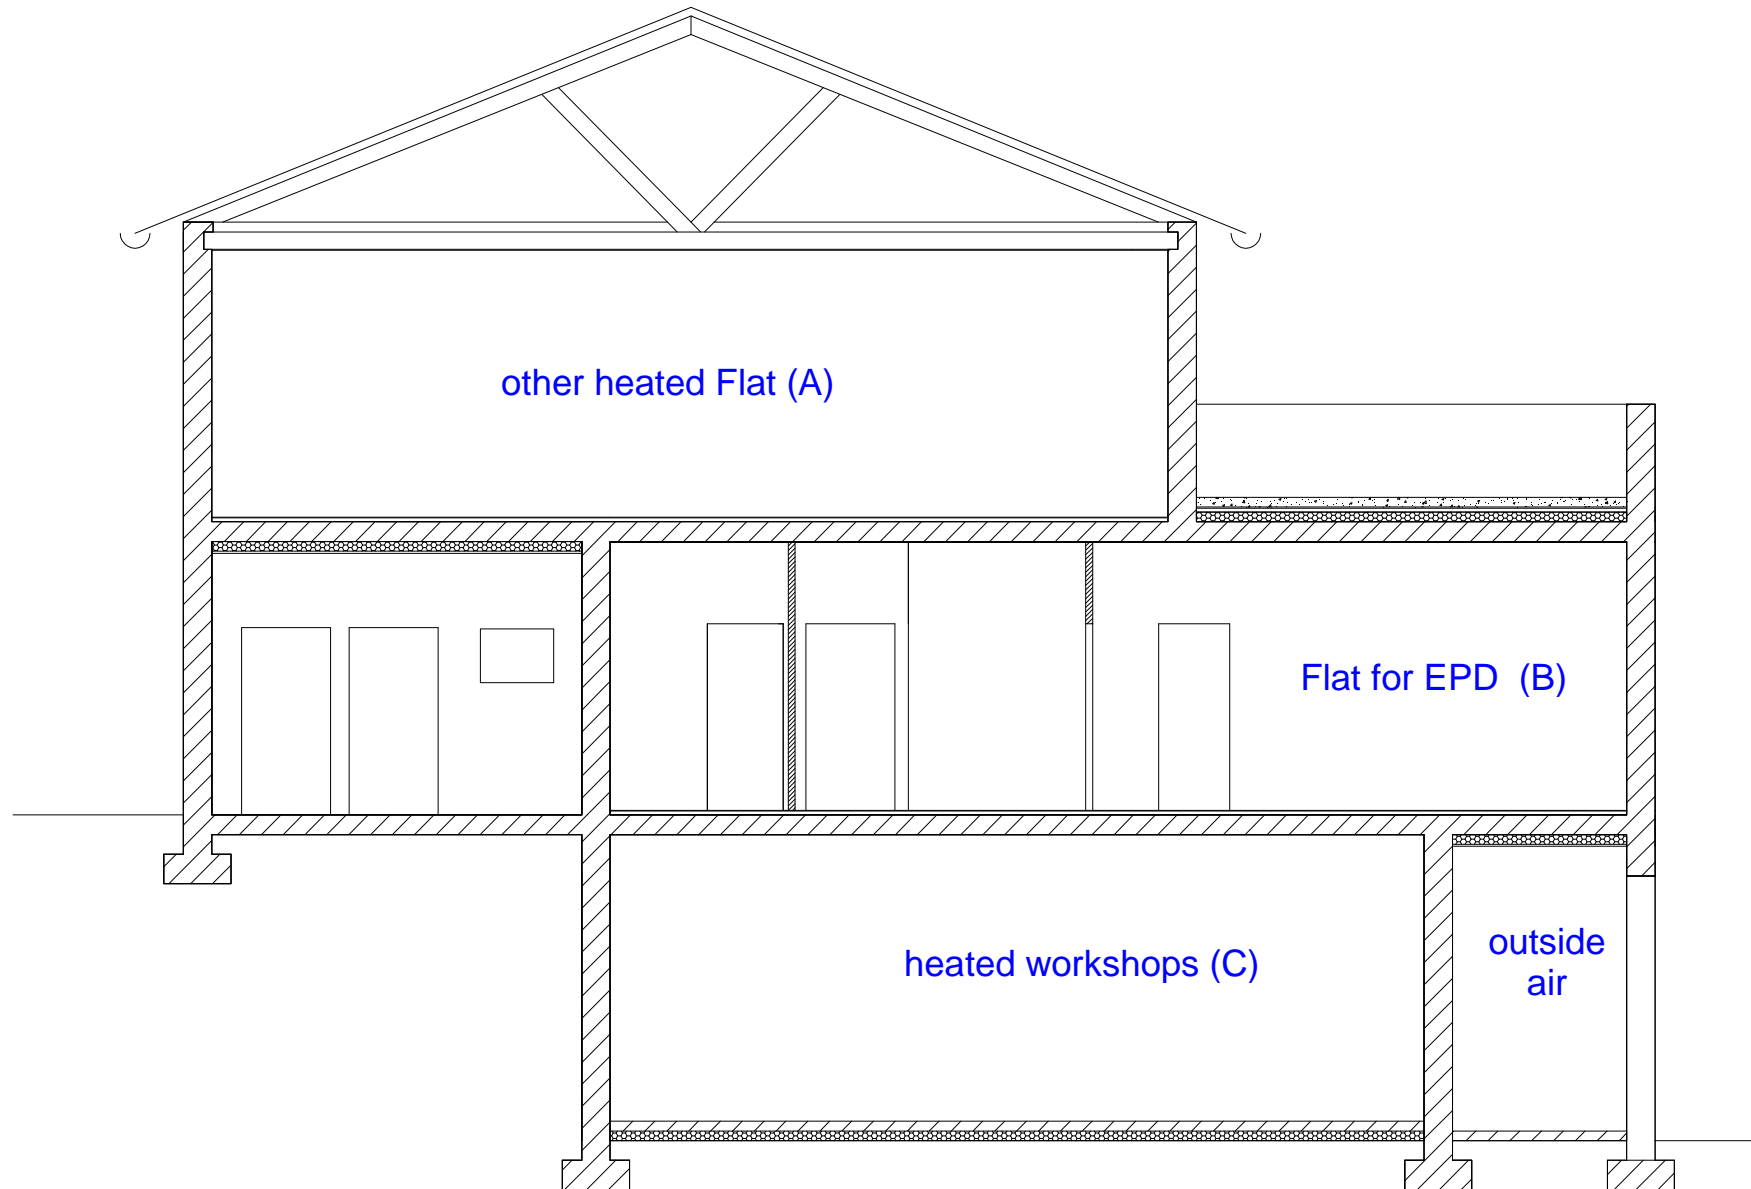 other heated Flat (A)
Flat for EPD  (B)
heated workshops (C)
outside
air